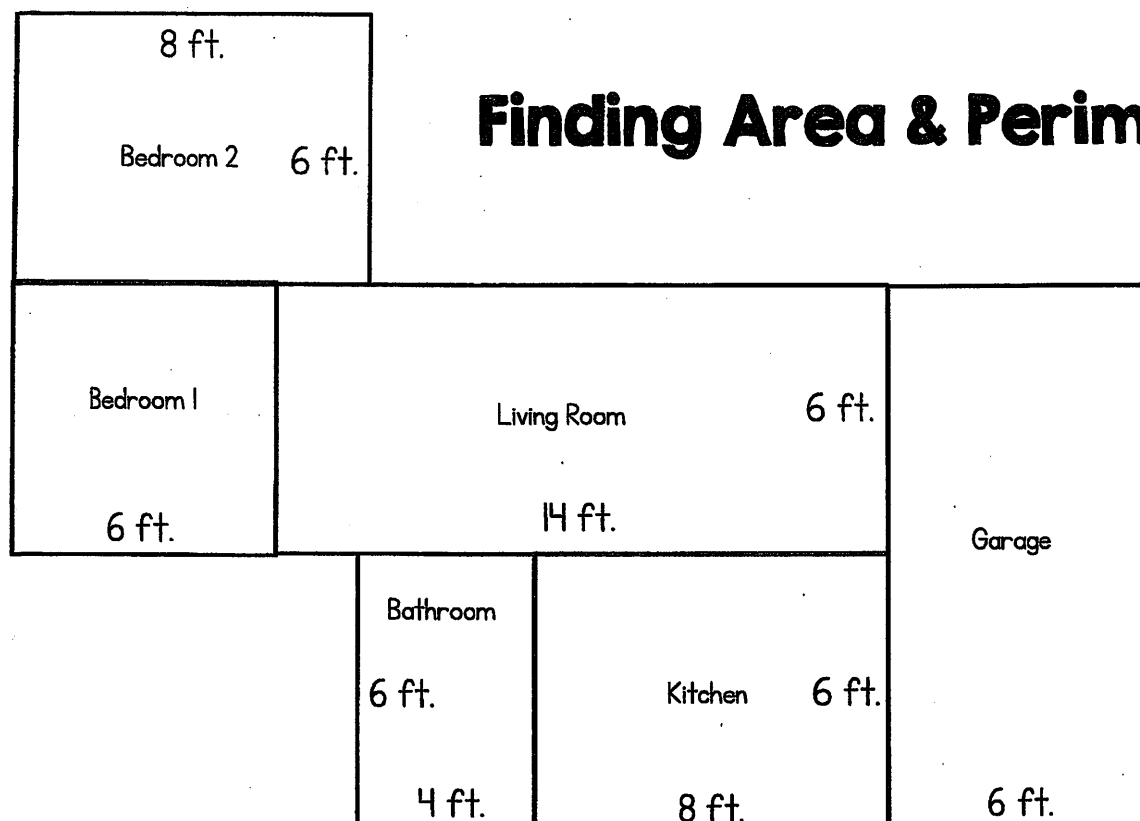 8 ft.
Finding Area & Perim
Bedroom 2
6 ft.
Bedroom 1
6 ft.
Living Room
6 ft.
14 ft.
Garage
6 ft.
Bathroom
6 ft.
4 ft.
Kitchen
6 ft.
8 ft.